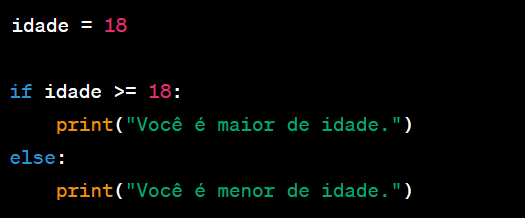 idade = 18
if idade >= 18:
    print("Você é maior de idade.")
else:
    print("Você é menor de idade.")